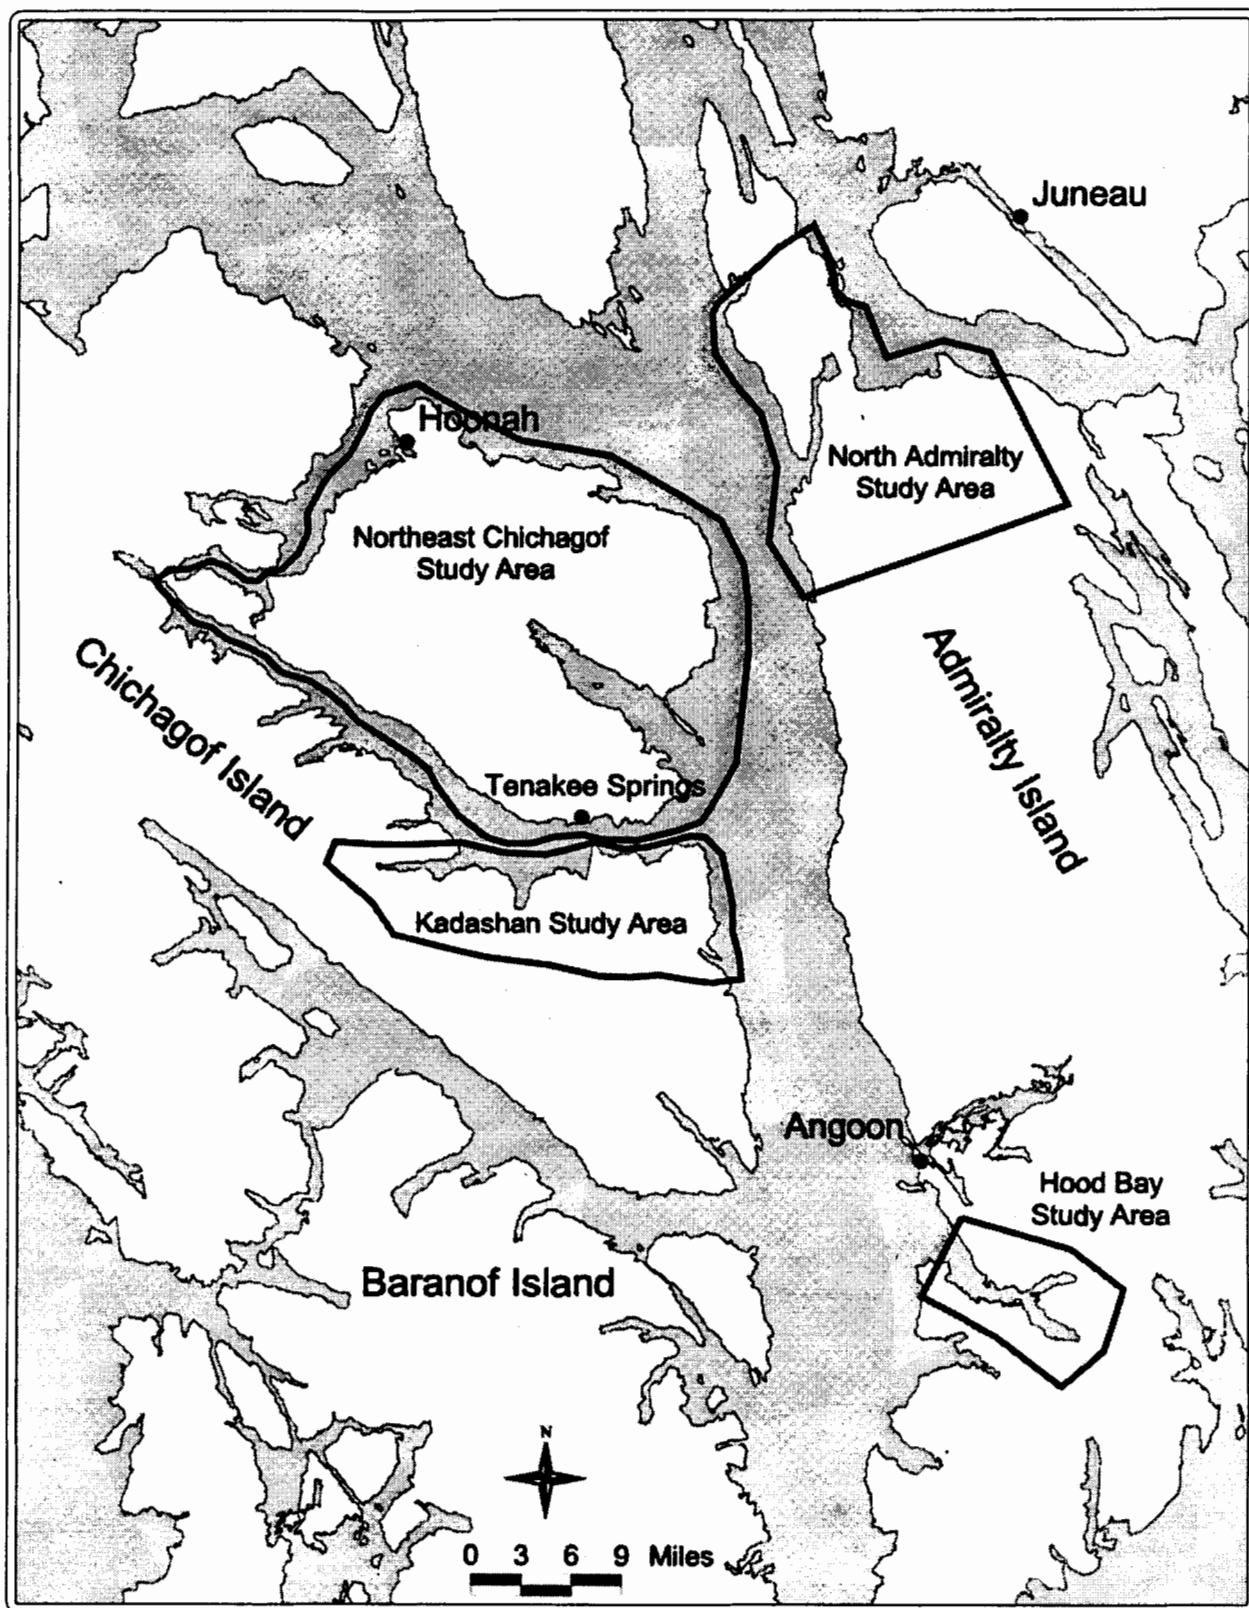 Juneau
Hoonah
North Admiralty
Study Area
Northeast Chichagof
Study Area
Chichagof Island
Admiralty Island
Tenakee Springs
Kadashan Study Area
Angoon
Hood Bay
Study Area
Baranof Island
N
0 3 6 9 Miles